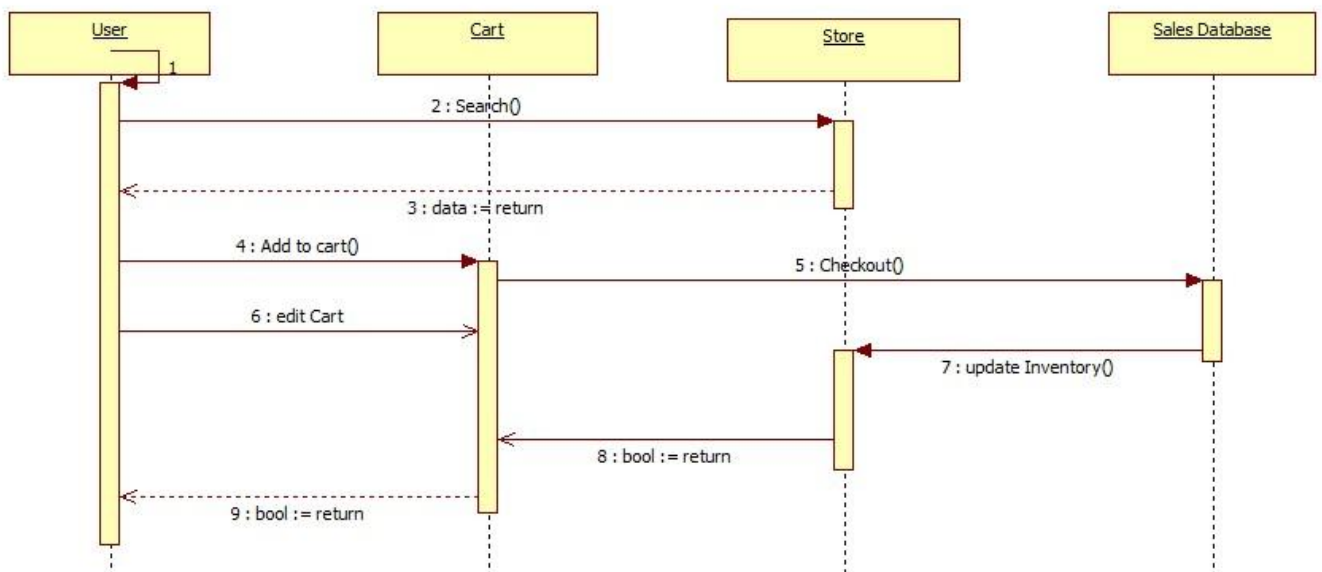 User
Cart
Store
Sales Database
1
2 : Search()
3 : data := return
4 : Add to cart()
5 : Checkout()
6 : edit Cart
7 : update Inventory()
8 : bool := return
9 : bool := return